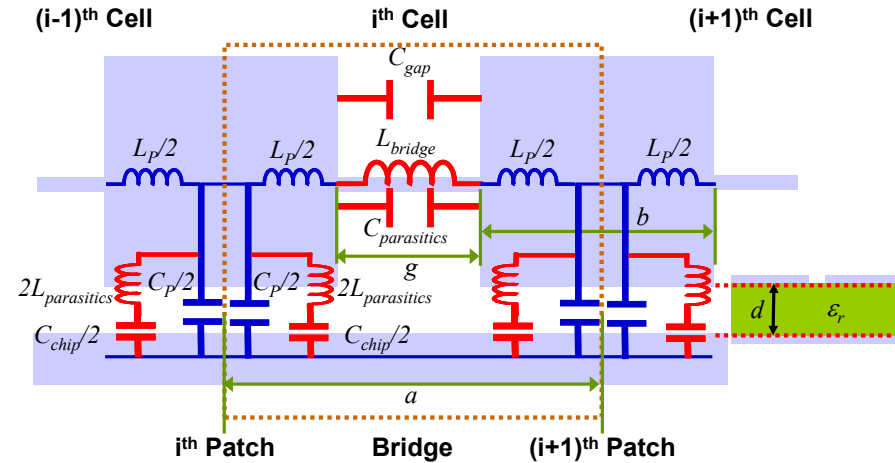 (i-1)th Cell
ith Cell
(i+1)th Cell
Cgap
LP/2
LP/2
Lbridge
LP/2
LP/2
Cparasitics
b
g
2Lparasitics
CP/2
CP/2
2Lparasitics
d
εr
Cchip/2
Cchip/2
a
ith Patch
Bridge
(i+1)th Patch